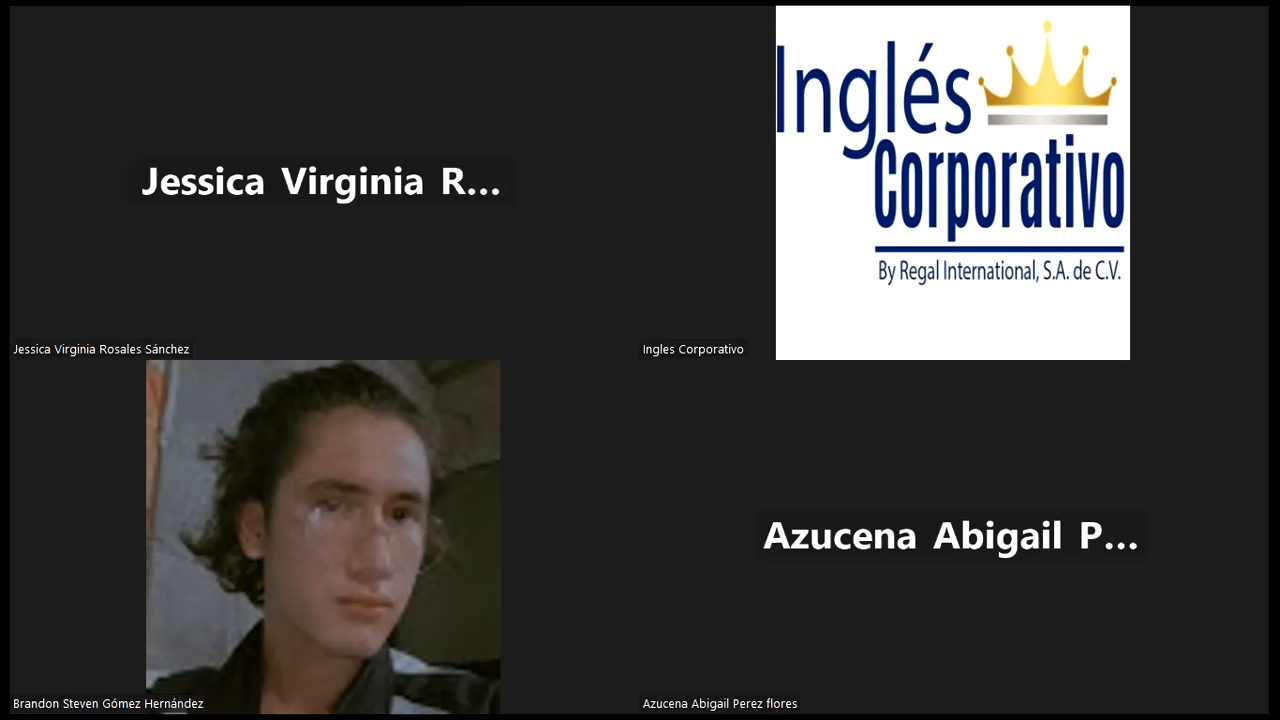 Jessica Virginia R...
Jessica Virginia Rosales Sánchez
Inglés
Corporativo
By Regal International, S.A. de C.V.
Ingles Corporativo
Brandon Steven Gómez Hernández
Azucena Abigail P...
Azucena Abigail Perez flores